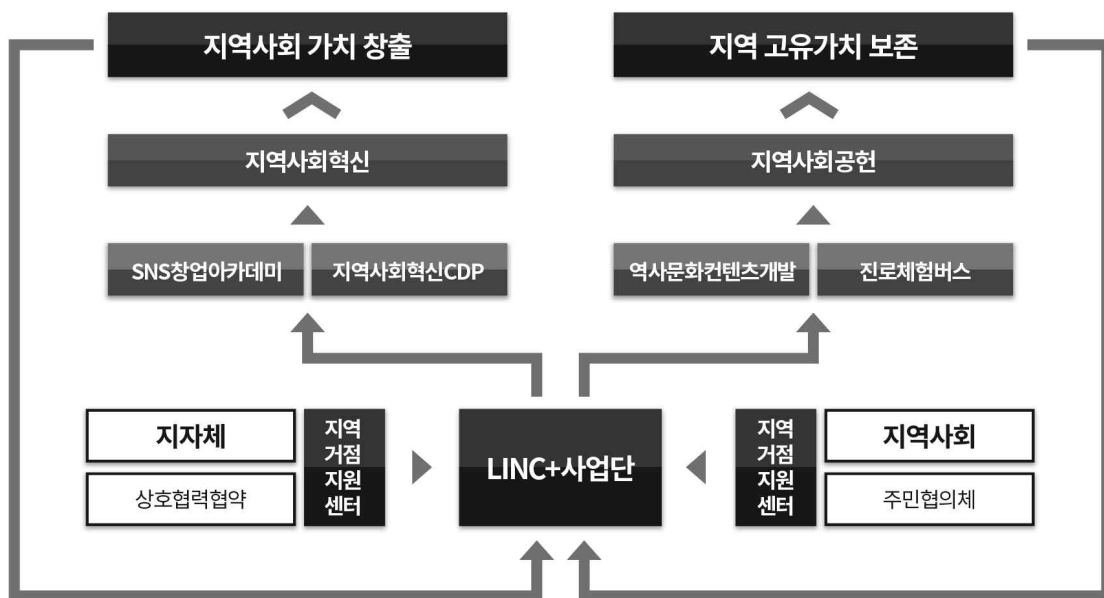 지역사회 가치 창출
지역 고유가치 보존
지역사회혁신
지역사회공헌
SNS창업아카데미
지역사회혁신CDP
역사문화컨텐츠개발
진로체험버스
지자체
상호협력협약
지역
거점
지원
센터
LINC+사업단
지역
거점
지원
센터
지역사회
주민협의체